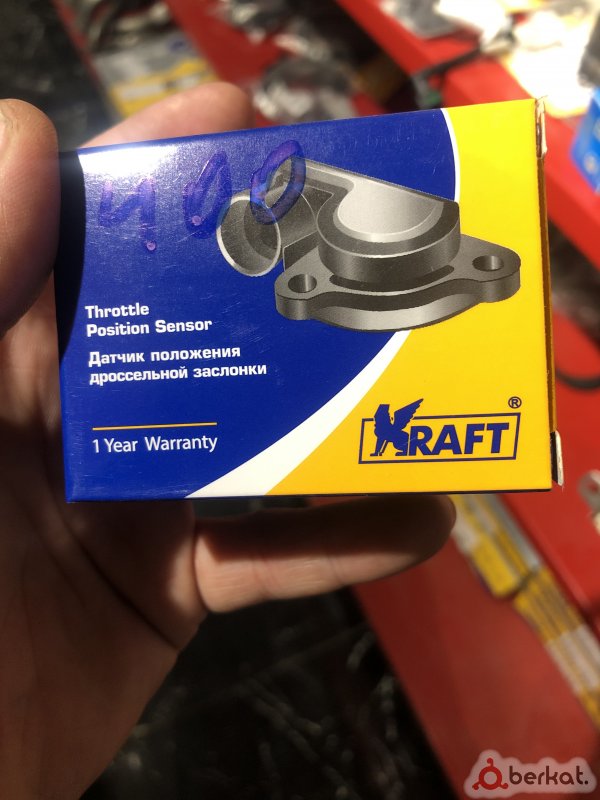 400
Throttle
Position Sensor
Датчик положения
дроссельной заслонки
1 Year Warranty
KRAFT®
berkat.